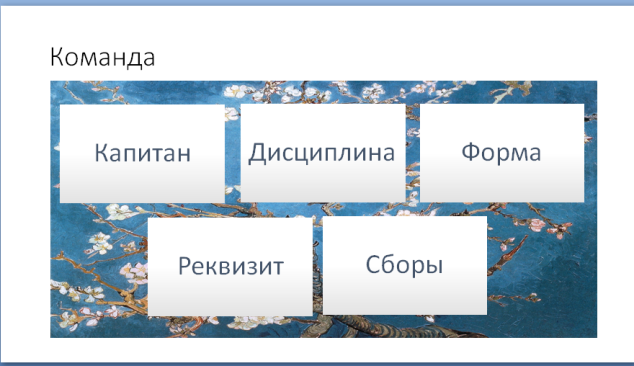 Команда
Капитан
Дисциплина
Форма
Реквизит
Сборы